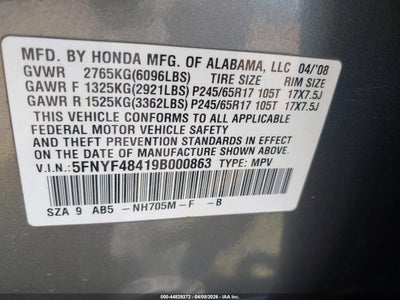 MFD. BY HONDA MFG. OF ALABAMA, LLC 04/'08
GVWR 2765KG(6096LBS) TIRE SIZE RIM SIZE
GAWR F 1325KG(2921LBS) P245/65R17 105T 17X7.5J
GAWR R 1525KG(3362LBS) P245/65R17 105T 17X7.5J
THIS VEHICLE CONFORMS TO ALL APPLICABLE
FEDERAL MOTOR VEHICLE SAFETY
AND THEFT PREVENTION STANDARDS IN EFFECT ON
THE DATE OF MANUFACTURE SHOWN ABOVE.
V.I.N.: 5FNYF48419B000863 TYPE: MPV
SZA 9 AB5 -NH705M-F -B
000-44829372 - 04/09/2026 - WWW.IAAI.COM